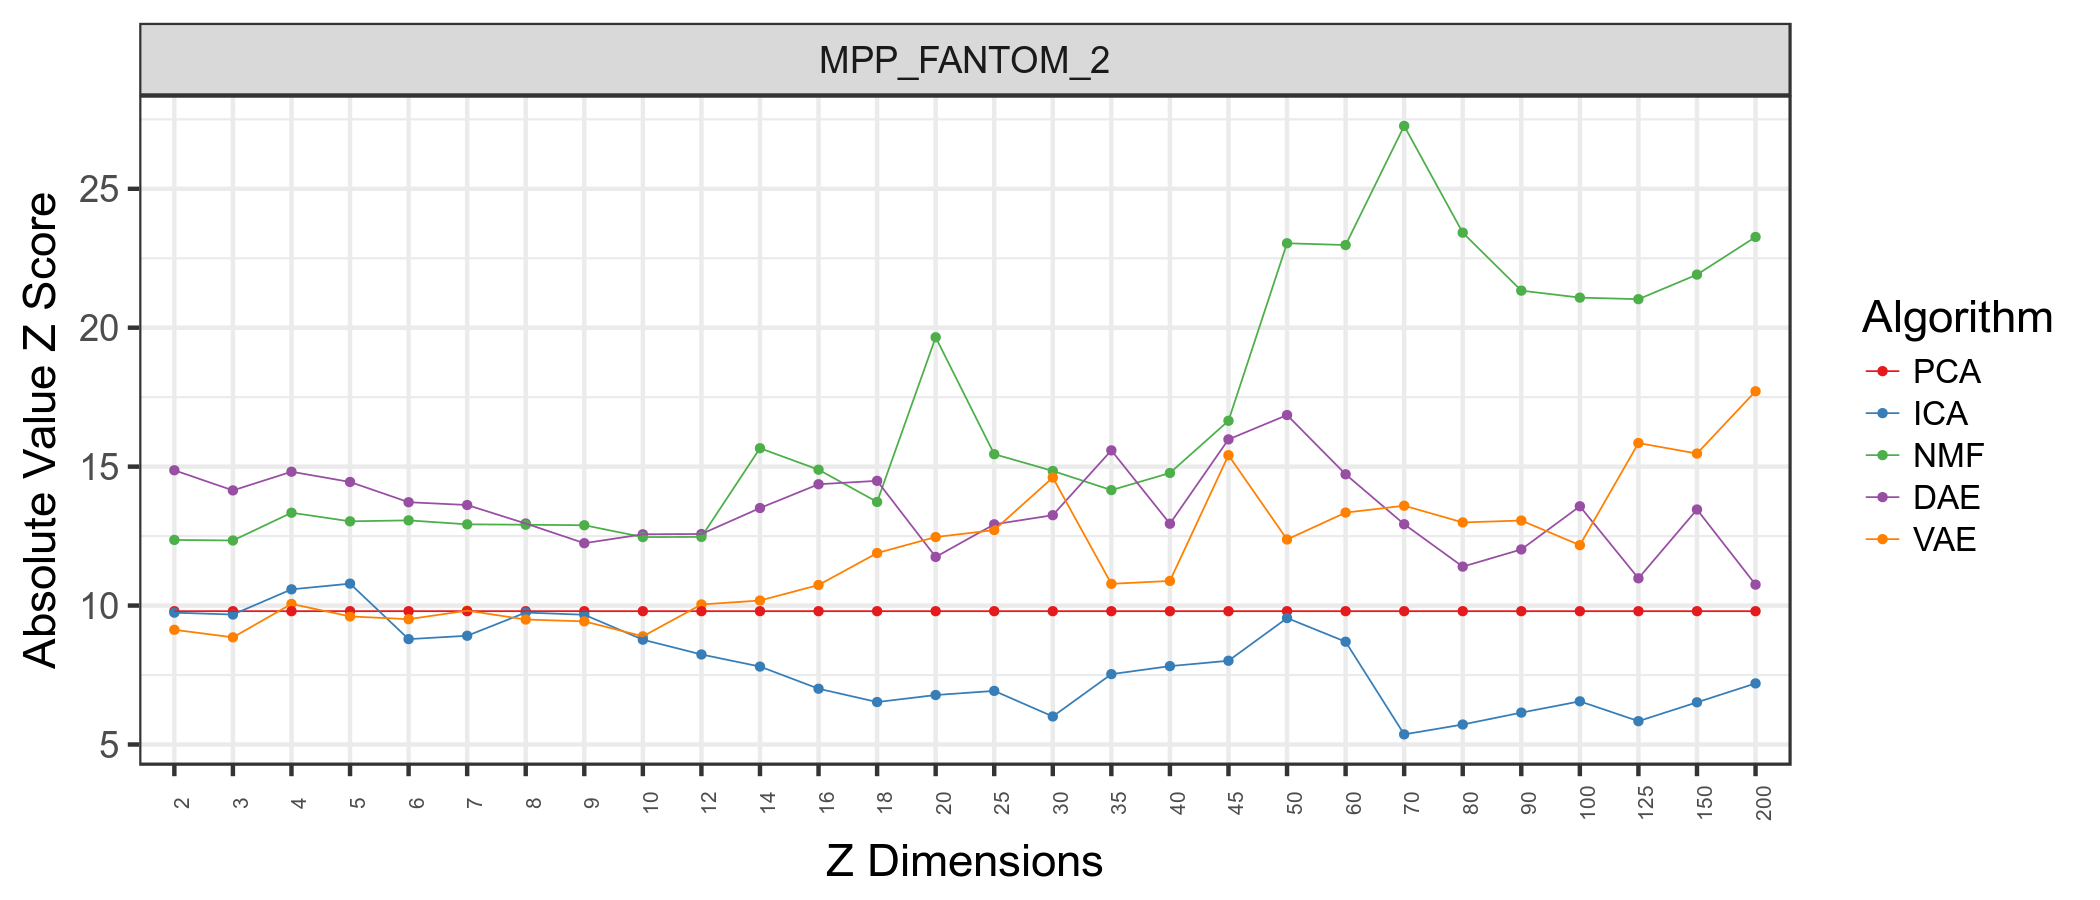 MPP_FANTOM_2
Absolute Value Z Score
25
20
15
10
5
2 3 4 5 6 7 8 9 10 12 14 16 18 20 25 30 35 40 45 50 60 70 80 90 100 125 150 200
Z Dimensions
Algorithm
PCA
ICA
NMF
DAE
VAE